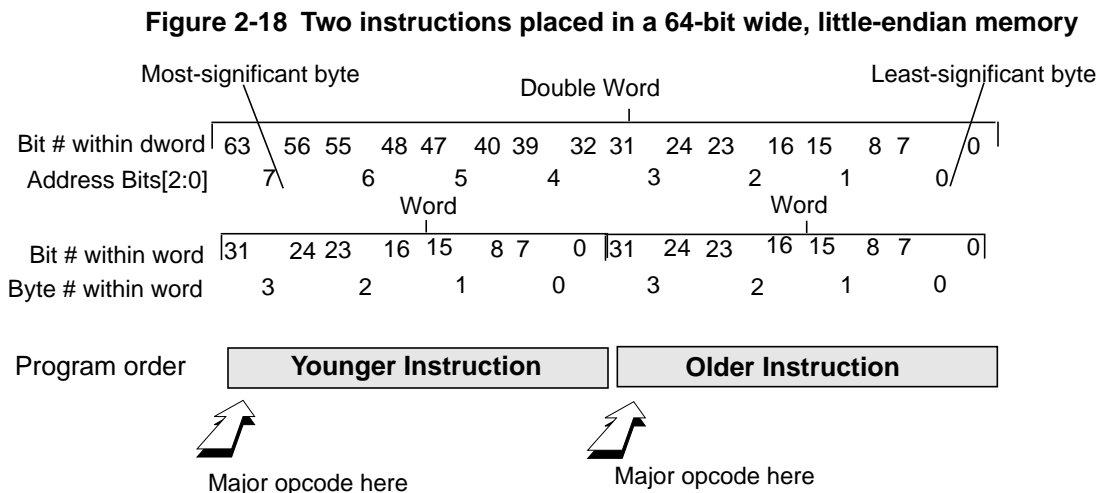 Figure 2-18 Two instructions placed in a 64-bit wide, little-endian memory
Most-significant byte
Least-significant byte
Double Word
Bit # within dword 63 56 55 48 47 40 39 32 31 24 23 16 15 8 7 0
Address Bits[2:0] 7 6 5 4 3 2 1 0
Word Word
Bit # within word 31 24 23 16 15 8 7 0 31 24 23 16 15 8 7 0
Byte # within word 3 2 1 0 3 2 1 0
Program order Younger Instruction Older Instruction
Major opcode here Major opcode here